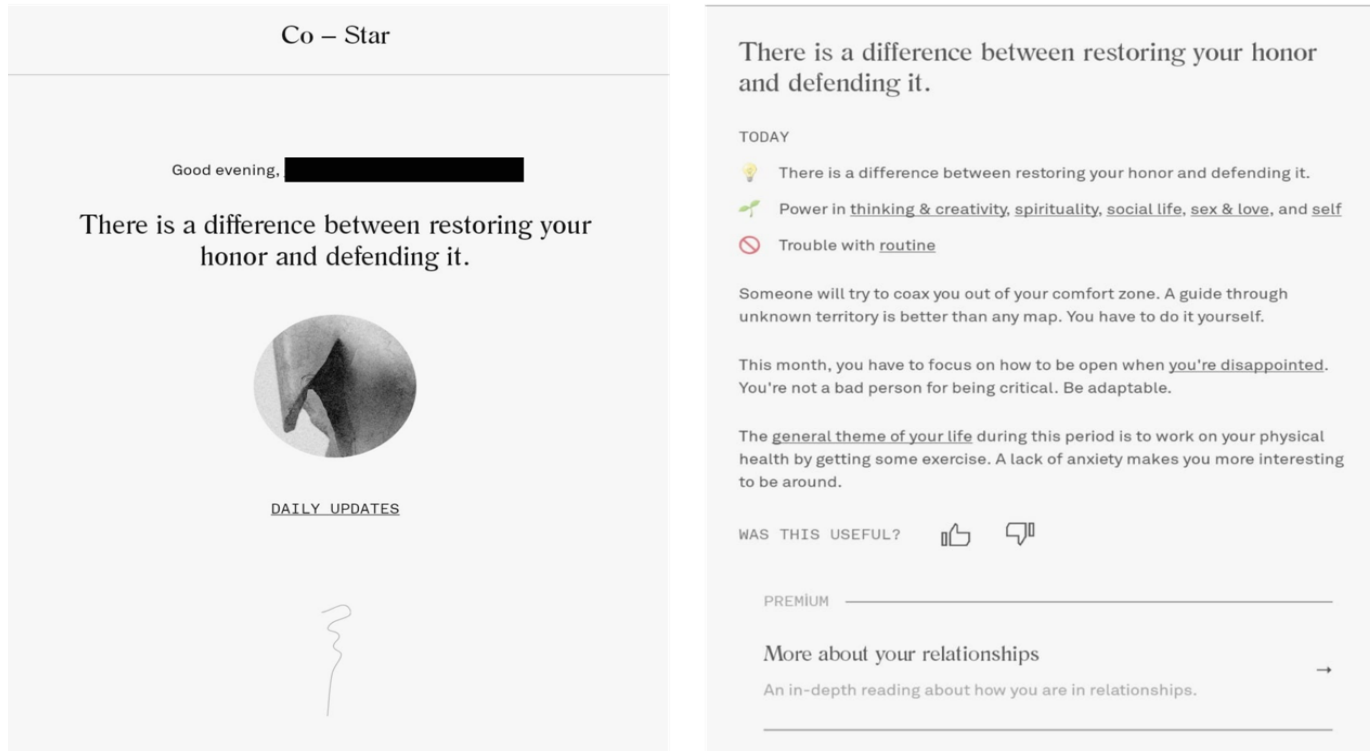 Co – Star
Good evening,
There is a difference between restoring your
honor and defending it.
DAILY UPDATES
There is a difference between restoring your honor
and defending it.
TODAY
There is a difference between restoring your honor and defending it.
Power in thinking & creativity, spirituality, social life, sex & love, and self
Trouble with routine
Someone will try to coax you out of your comfort zone. A guide through
unknown territory is better than any map. You have to do it yourself.
This month, you have to focus on how to be open when you're disappointed.
You're not a bad person for being critical. Be adaptable.
The general theme of your life during this period is to work on your physical
health by getting some exercise. A lack of anxiety makes you more interesting
to be around.
WAS THIS USEFUL?
PREMİUM
More about your relationships
→
An in-depth reading about how you are in relationships.